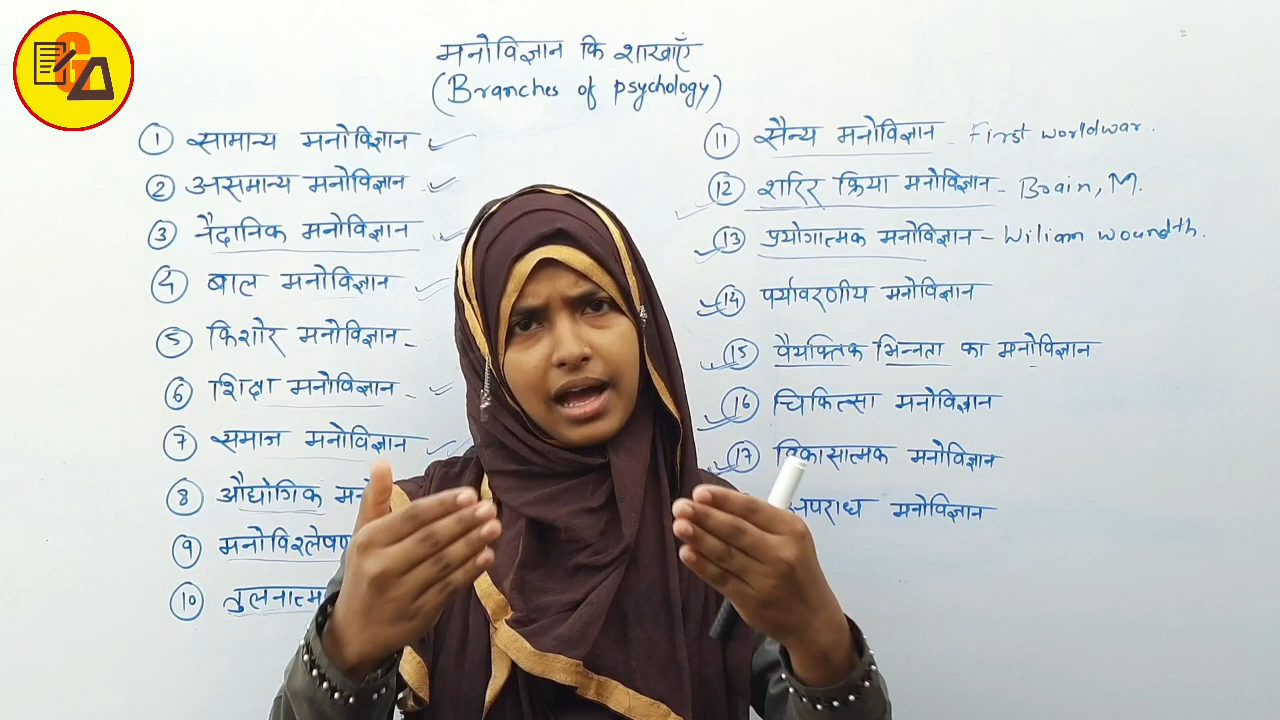 मनोविज्ञान कि शाखाएँ
(Branches of psychology)
1 सामान्य मनोविज्ञान
2 असमान्य मनोविज्ञान
3 नैदानिक मनोविज्ञान
4 बाल मनोविज्ञान
5 किशोर मनोविज्ञान
6 शिक्षा मनोविज्ञान
7 समाज मनोविज्ञान
8 औद्योगिक
9 मनोविश्लेषण
10 तुलनात्म
11 सैन्य मनोविज्ञान - First worldwar.
12 शरिर क्रिया मनोविज्ञान - Brain, M.
13 प्रयोगात्मक मनोविज्ञान - Wiliam woundth.
14 पर्यावरणीय मनोविज्ञान
15 वैयक्तिक भिन्नता का मनोविज्ञान
16 चिकित्सा मनोविज्ञान
17 विकासात्मक मनोविज्ञान
अपराध मनोविज्ञान